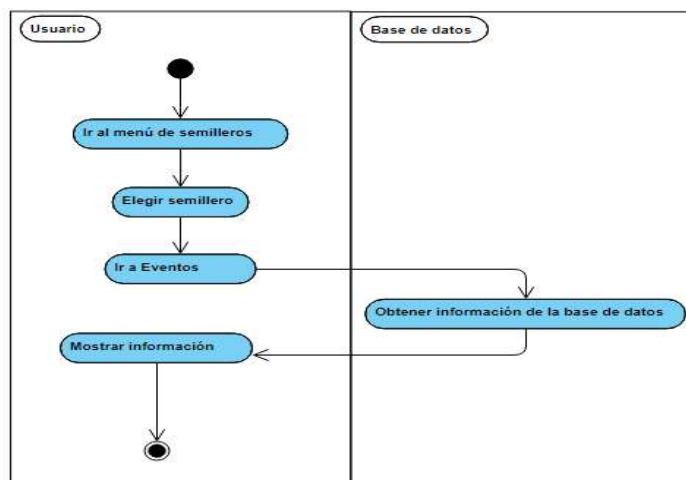 Usuario
Base de datos
Ir al menú de semilleros
Elegir semillero
Ir a Eventos
Obtener información de la base de datos
Mostrar información